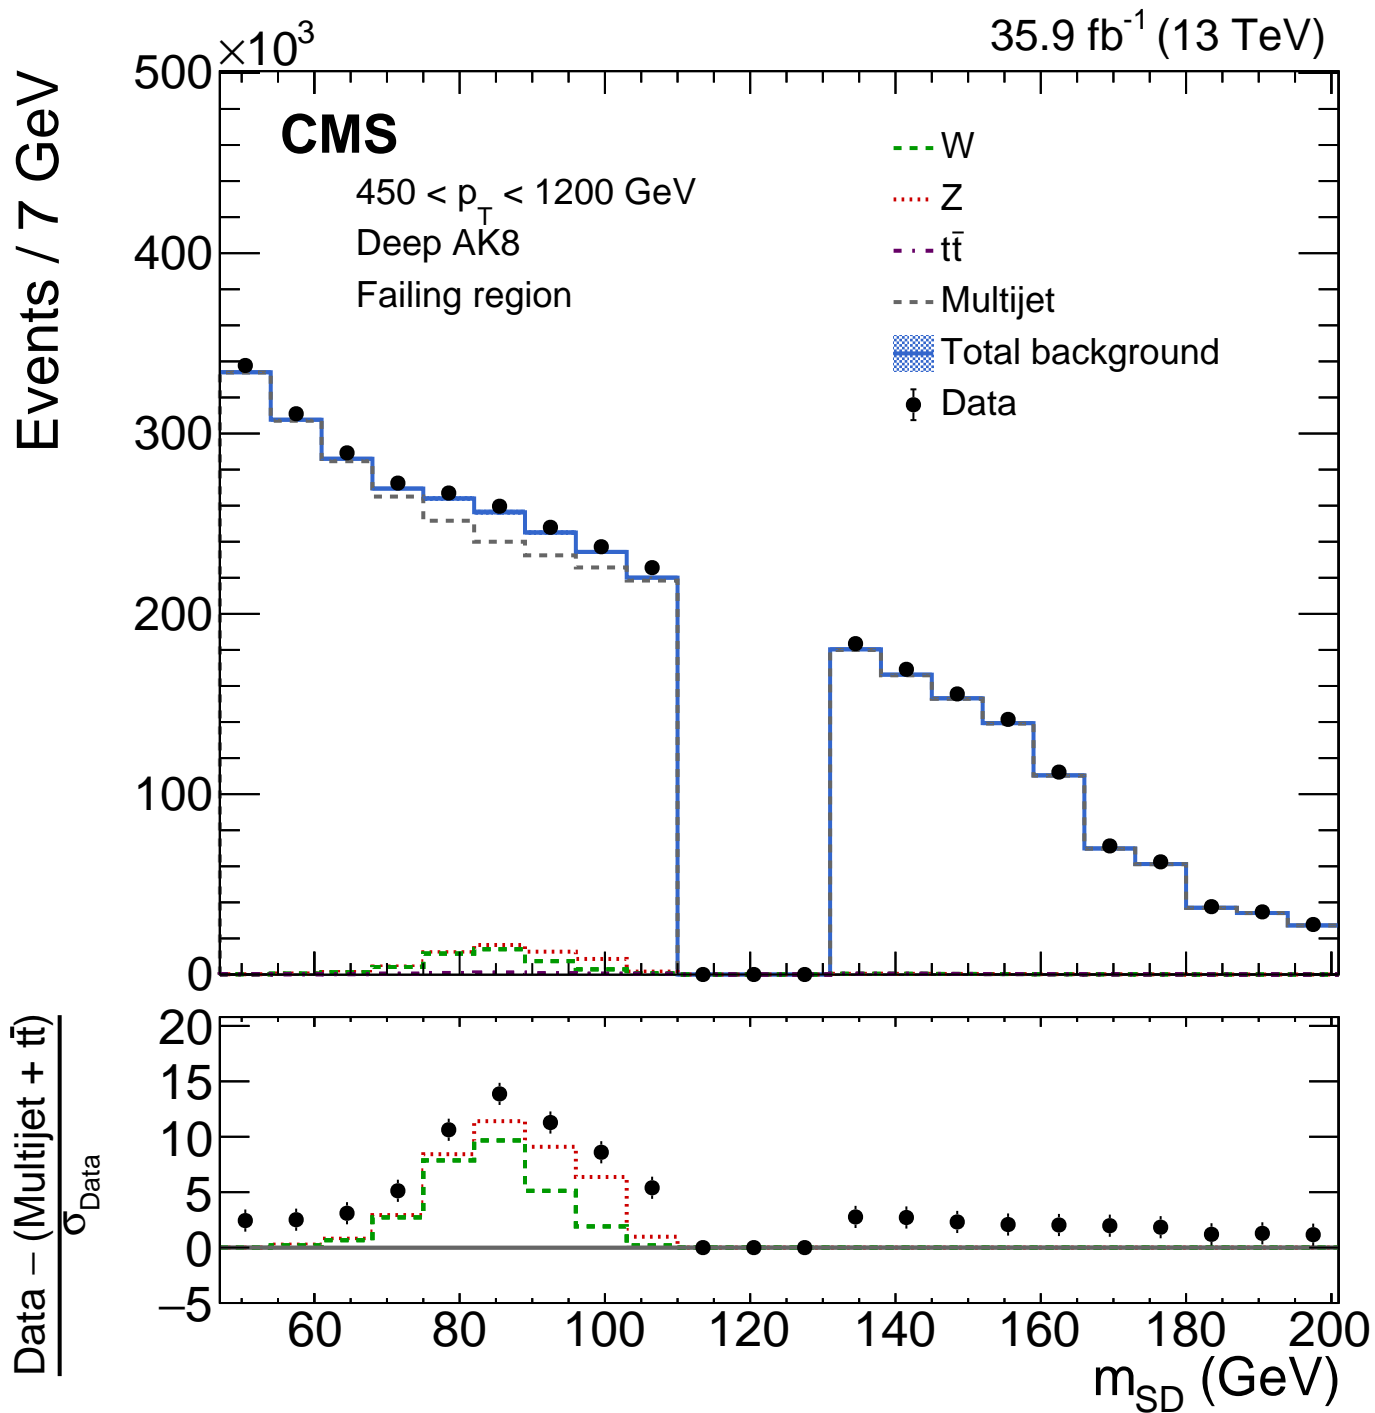 ×10³
35.9 fb⁻¹ (13 TeV)
CMS
450 < p_T < 1200 GeV
Deep AK8
Failing region
W
Z
tt̄
Multijet
Total background
Data
Events / 7 GeV
500
400
300
200
100
0
Data − (Multijet + tt̄)
σ_Data
20
15
10
5
0
−5
60 80 100 120 140 160 180 200
m_SD (GeV)